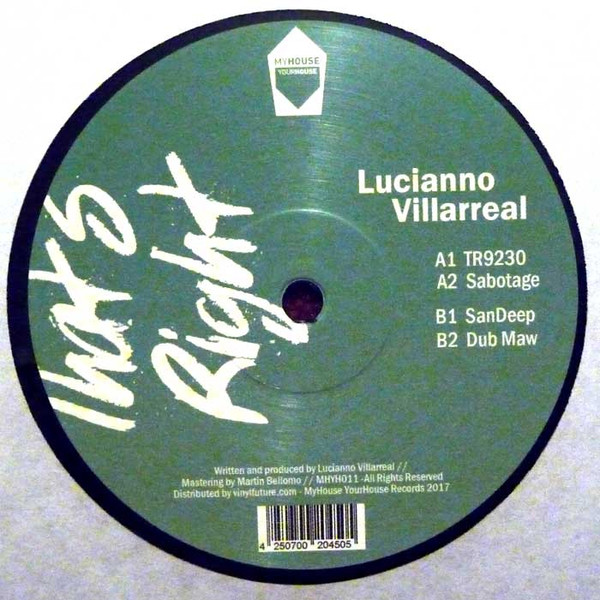 MYHOUSE
YOURHOUSE
Lucianno
Villarreal
That's
Right
A1 TR9230
A2 Sabotage
B1 SanDeep
B2 Dub Maw
Written and produced by Lucianno Villarreal //
Mastering by Martin Bellomo // MHYH011 -All Rights Reserved
Distributed by vinylfuture.com - MyHouse YourHouse Records 2017
4 250700 204505